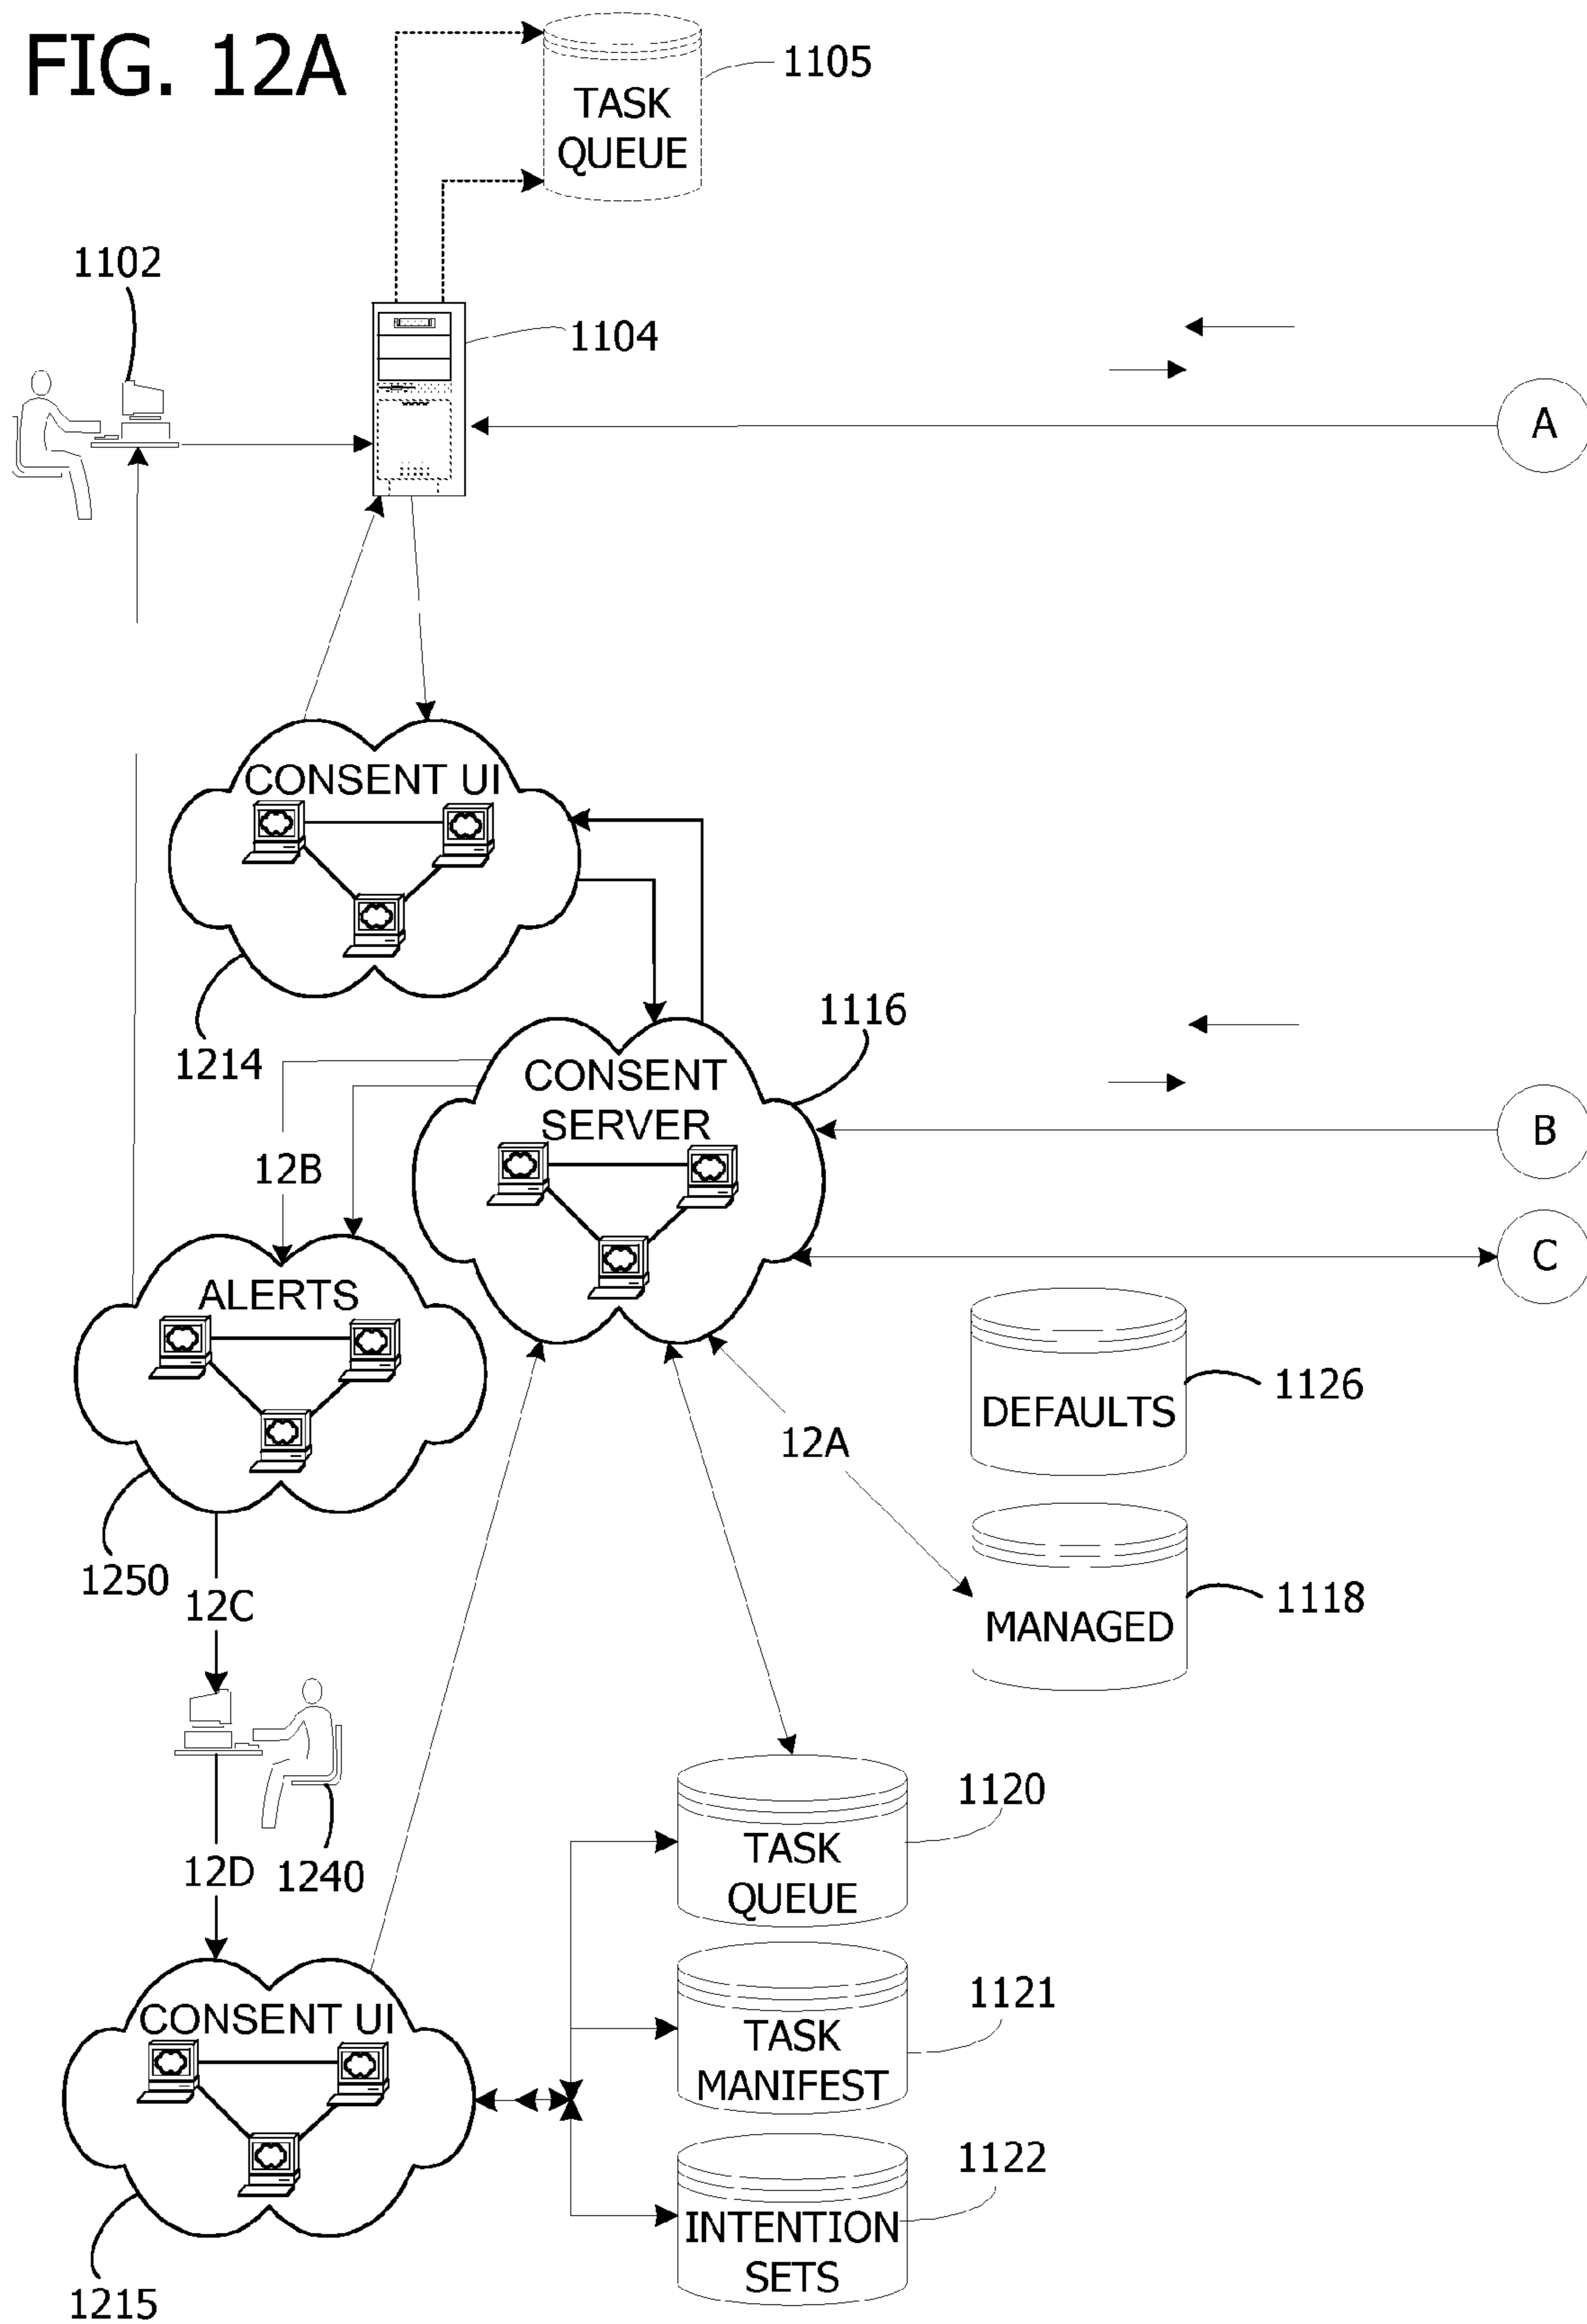 FIG. 12A
TASK
QUEUE
1105
1102
1104
A
CONSENT UI
1214
1116
CONSENT
SERVER
12B
B
C
ALERTS
1126
DEFAULTS
12A
1250
12C
1118
MANAGED
1120
TASK
QUEUE
12D
1240
1121
TASK
MANIFEST
CONSENT UI
1122
INTENTION
SETS
1215